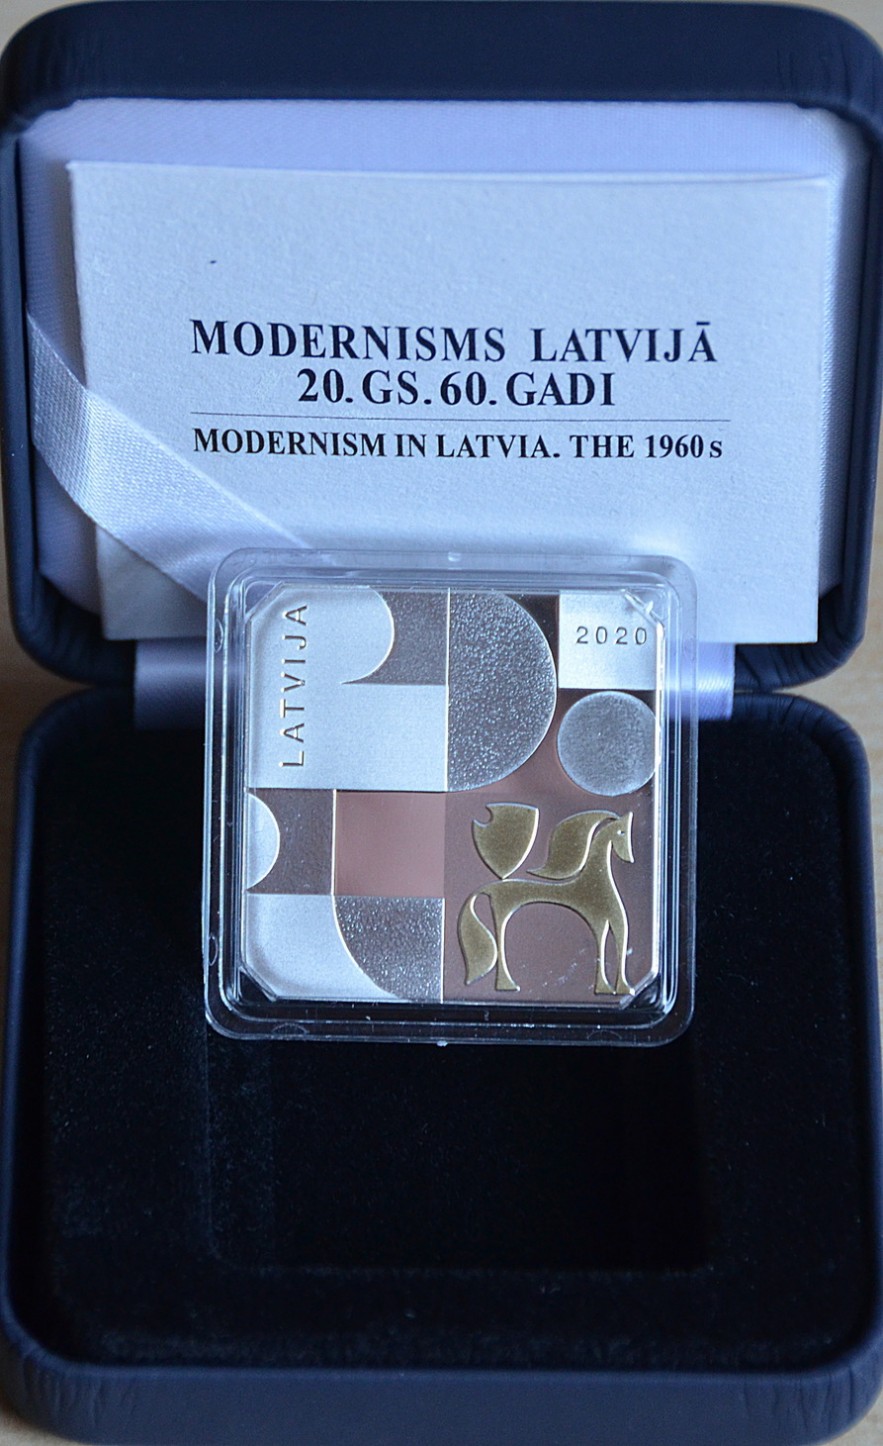 MODERNISMS LATVIJĀ
20.GS.60.GADI
MODERNISM IN LATVIA. THE 1960s
LATVIJA
2020